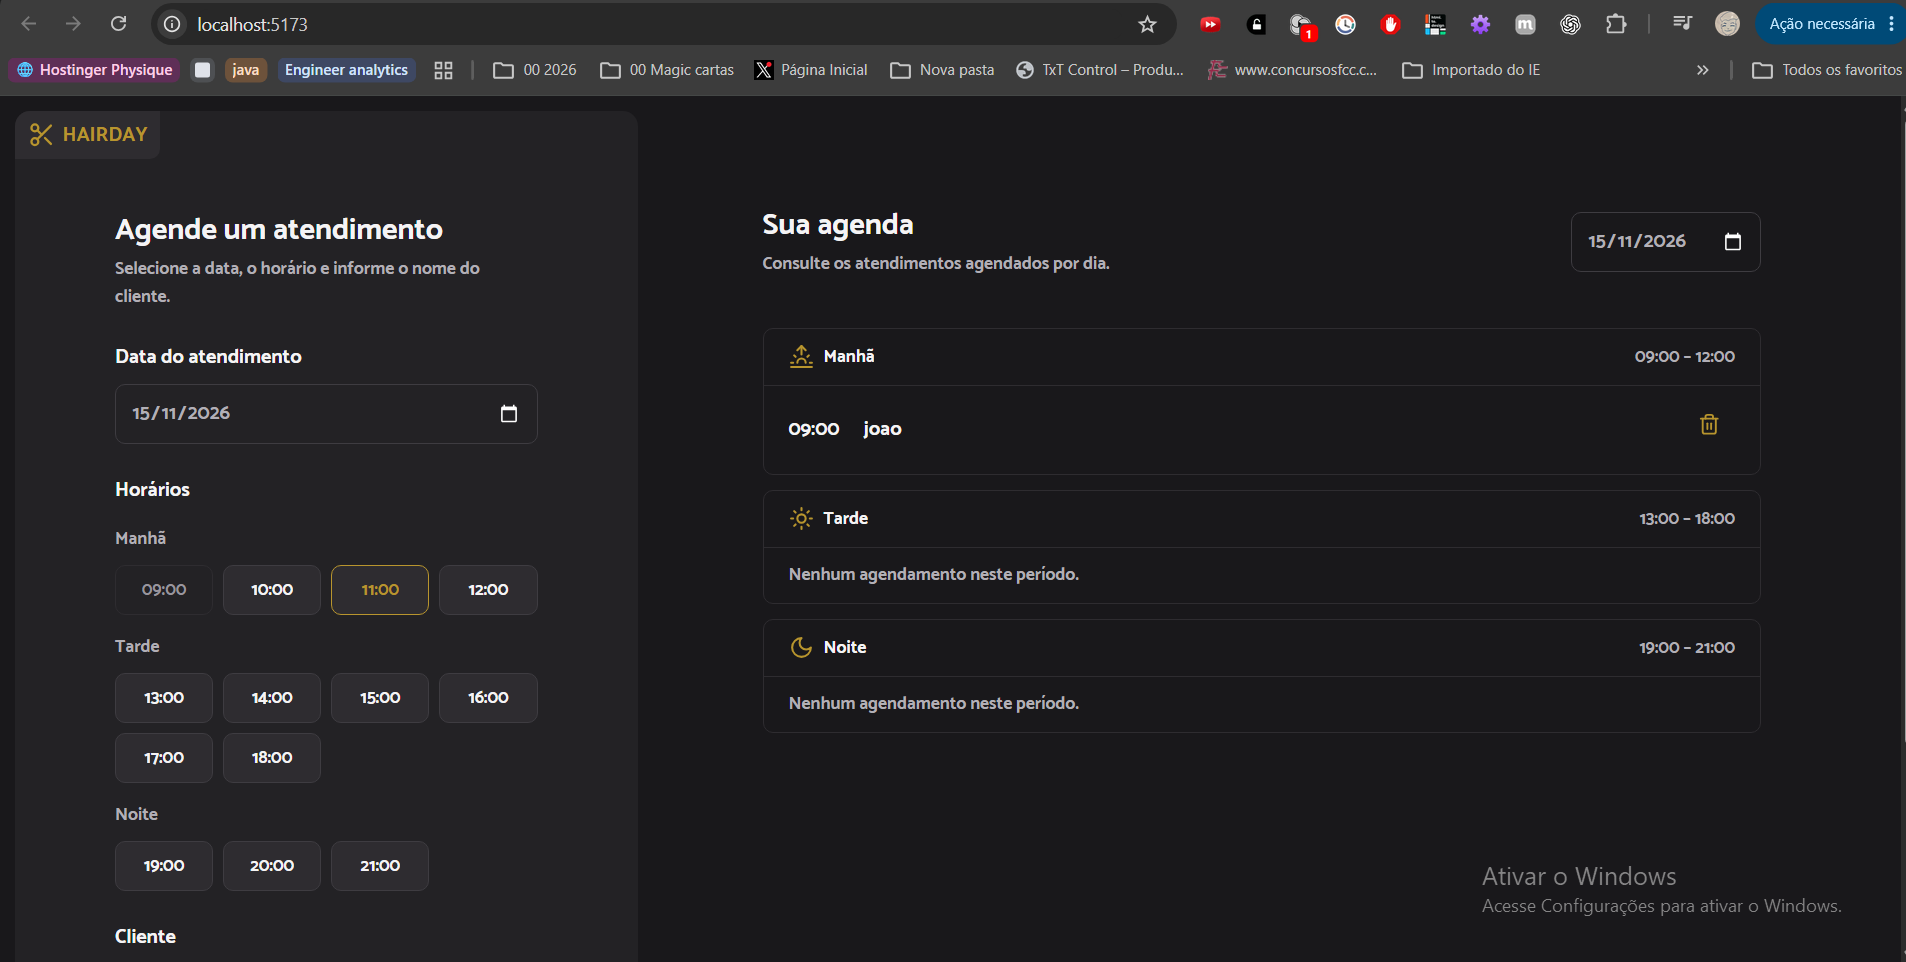 localhost:5173
1
Ação necessária
Hostinger Physique
java
Engineer analytics
00 2026
00 Magic cartas
Página Inicial
Nova pasta
TxT Control – Produ...
www.concursosfcc.c...
Importado do IE
Todos os favoritos
HAIRDAY
Agende um atendimento
Selecione a data, o horário e informe o nome do
cliente.
Data do atendimento
15/11/2026
Horários
Manhã
09:00 10:00 11:00 12:00
Tarde
13:00 14:00 15:00 16:00
17:00 18:00
Noite
19:00 20:00 21:00
Cliente
Sua agenda
Consulte os atendimentos agendados por dia.
15/11/2026
Manhã 09:00 – 12:00
09:00 joao
Tarde 13:00 – 18:00
Nenhum agendamento neste período.
Noite 19:00 – 21:00
Nenhum agendamento neste período.
Ativar o Windows
Acesse Configurações para ativar o Windows.